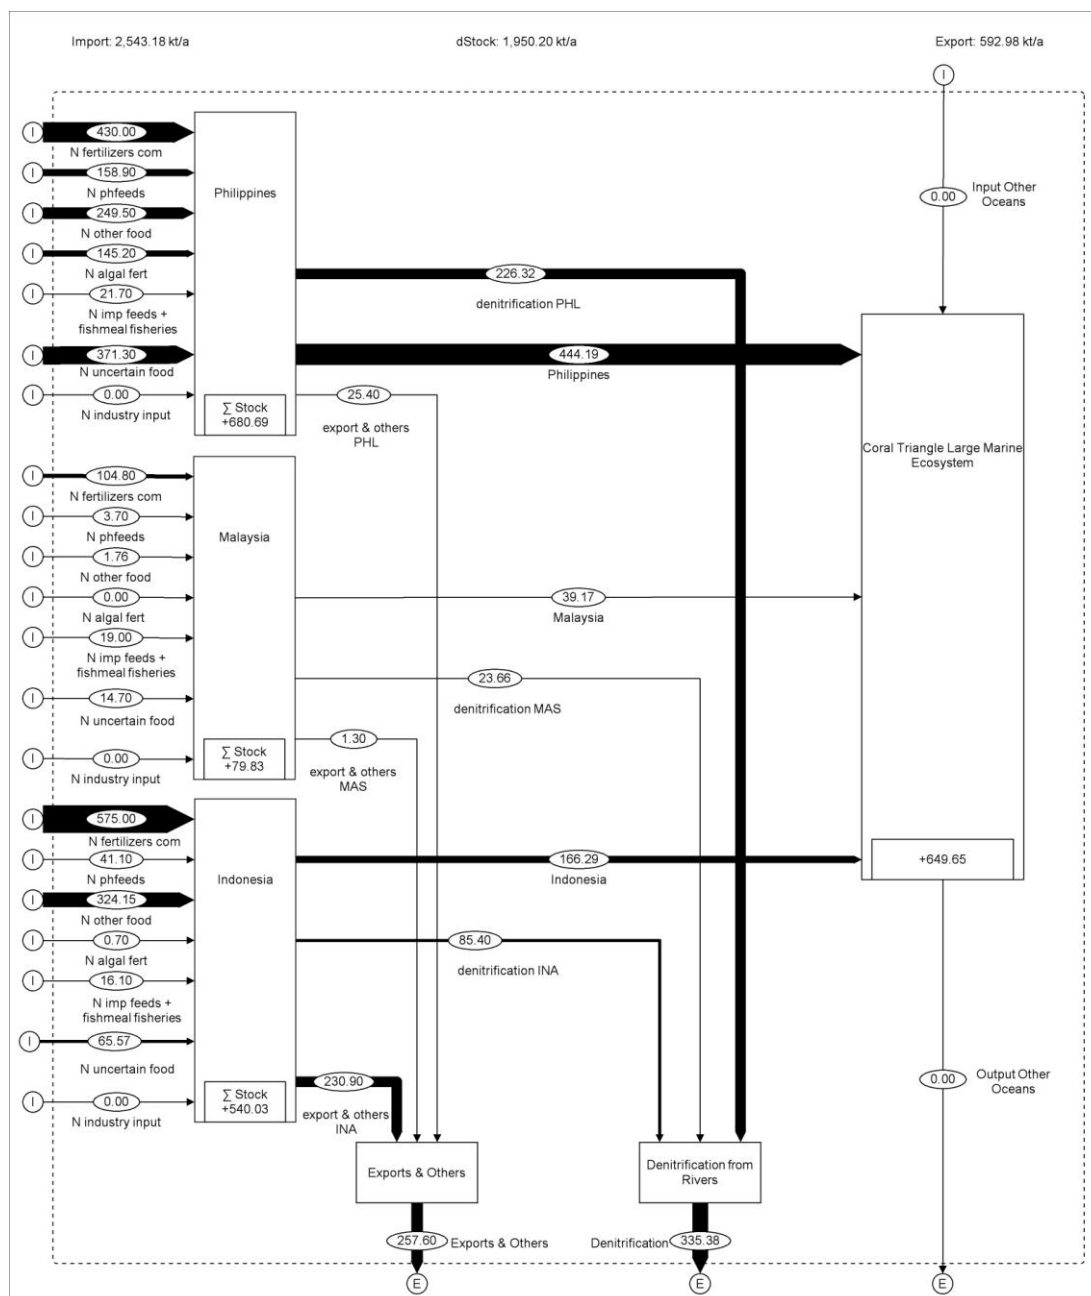 Import: 2,543.18 kt/a
dStock: 1,950.20 kt/a
Export: 592.98 kt/a
I
I
430.00
N fertilizers com
I
158.90
N phfeeds
Philippines
I
249.50
N other food
0.00
Input Other
Oceans
I
145.20
N algal fert
226.32
denitrification PHL
I
21.70
N imp feeds +
fishmeal fisheries
I
371.30
N uncertain food
444.19
Philippines
I
0.00
N industry input
∑ Stock
+680.69
25.40
export & others
PHL
Coral Triangle Large Marine
Ecosystem
I
104.80
N fertilizers com
I
3.70
N phfeeds
Malaysia
I
1.76
N other food
I
0.00
N algal fert
39.17
Malaysia
I
19.00
N imp feeds +
fishmeal fisheries
23.66
denitrification MAS
I
14.70
N uncertain food
1.30
export & others
MAS
I
0.00
N industry input
∑ Stock
+79.83
I
575.00
N fertilizers com
I
41.10
N phfeeds
Indonesia
166.29
Indonesia
+649.65
I
324.15
N other food
I
0.70
N algal fert
85.40
denitrification INA
I
16.10
N imp feeds +
fishmeal fisheries
I
65.57
N uncertain food
I
0.00
N industry input
∑ Stock
+540.03
230.90
export & others
INA
0.00
Output Other
Oceans
Exports & Others
Denitrification from
Rivers
257.60
Exports & Others
Denitrification
335.38
E
E
E